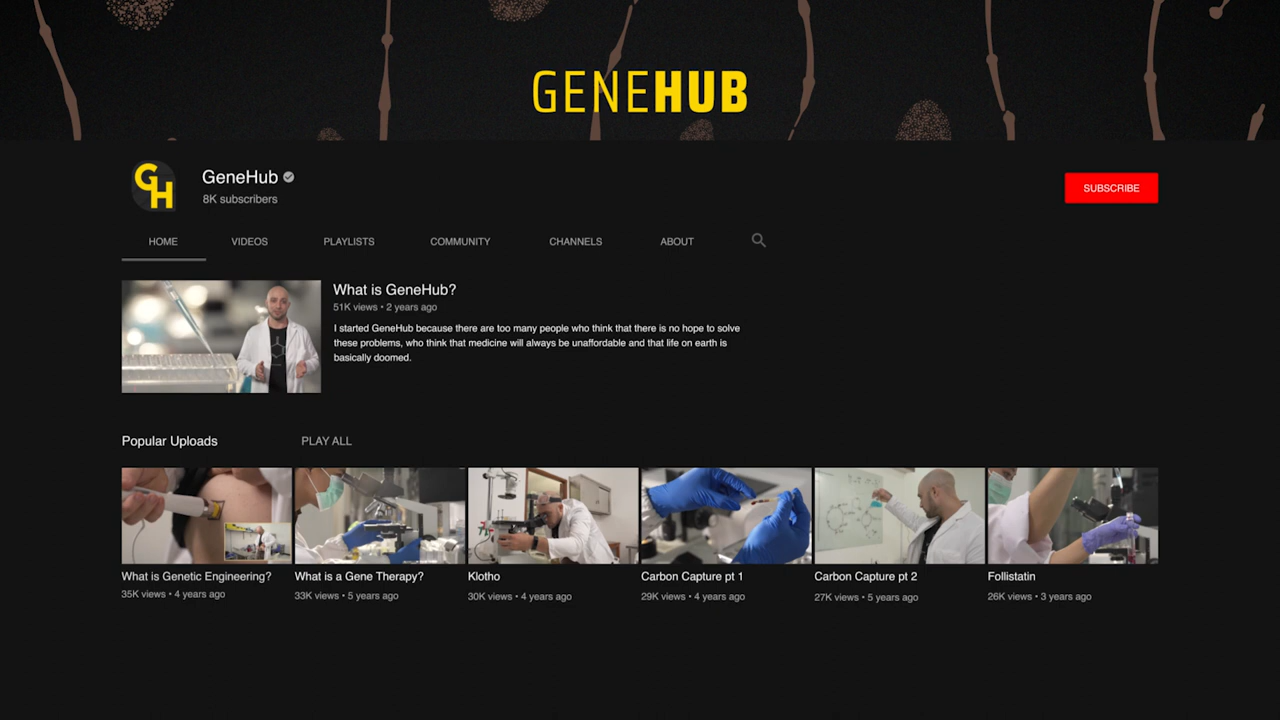 GENEHUB
GH
GeneHub
8K subscribers
SUBSCRIBE
HOME VIDEOS PLAYLISTS COMMUNITY CHANNELS ABOUT
What is GeneHub?
51K views • 2 years ago
I started GeneHub because there are too many people who think that there is no hope to solve
these problems, who think that medicine will always be unaffordable and that life on earth is
basically doomed.
Popular Uploads PLAY ALL
What is Genetic Engineering?
35K views • 4 years ago
What is a Gene Therapy?
33K views • 5 years ago
Klotho
30K views • 4 years ago
Carbon Capture pt 1
29K views • 4 years ago
Carbon Capture pt 2
27K views • 5 years ago
Follistatin
26K views • 3 years ago